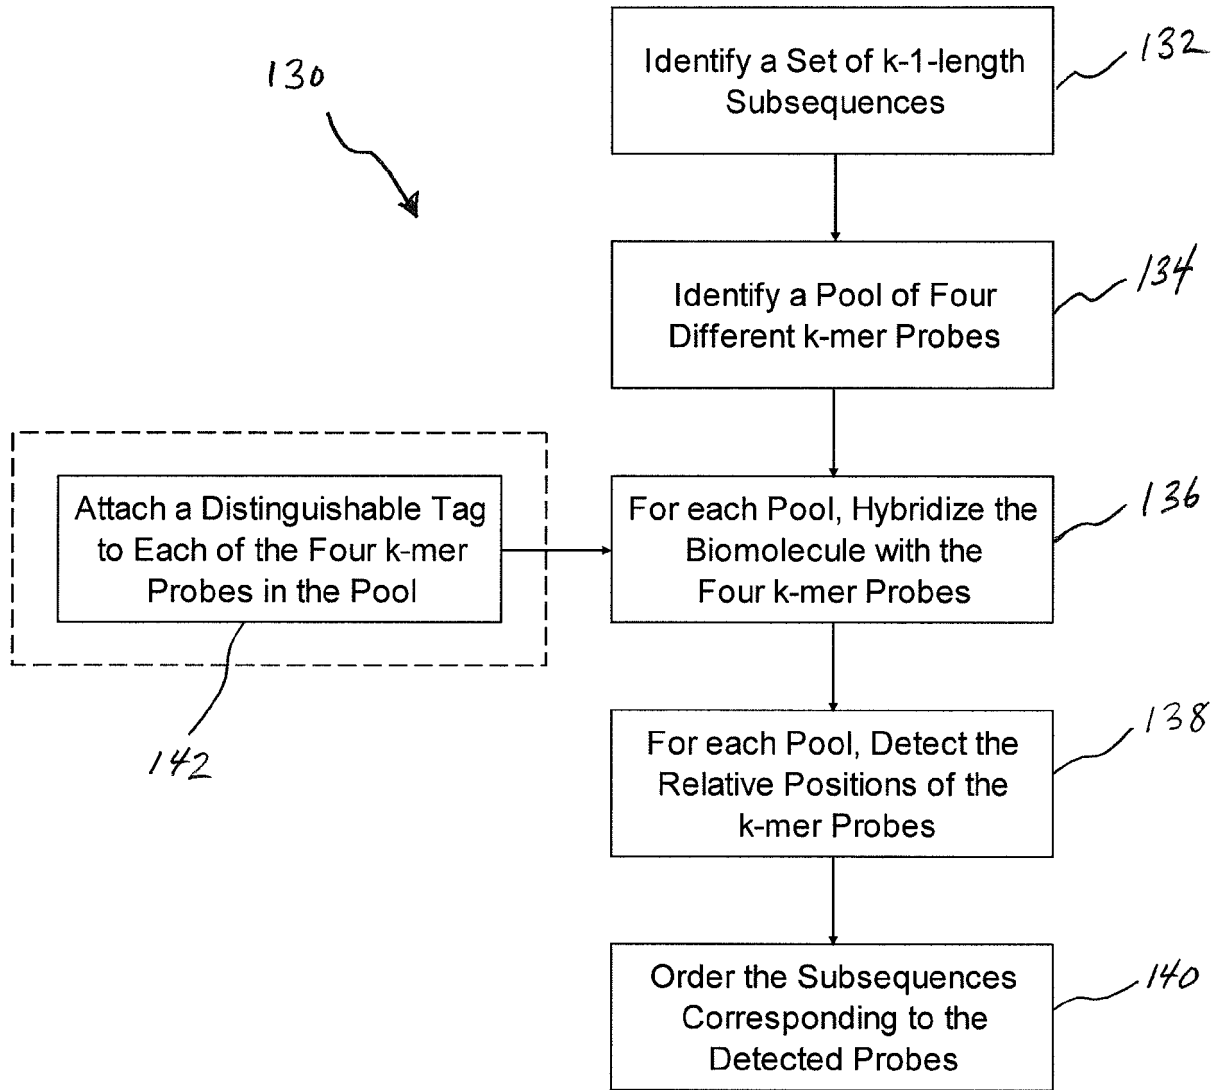 130
Identify a Set of k-1-length
Subsequences
132
Identify a Pool of Four
Different k-mer Probes
134
Attach a Distinguishable Tag
to Each of the Four k-mer
Probes in the Pool
142
For each Pool, Hybridize the
Biomolecule with the
Four k-mer Probes
136
For each Pool, Detect the
Relative Positions of the
k-mer Probes
138
Order the Subsequences
Corresponding to the
Detected Probes
140